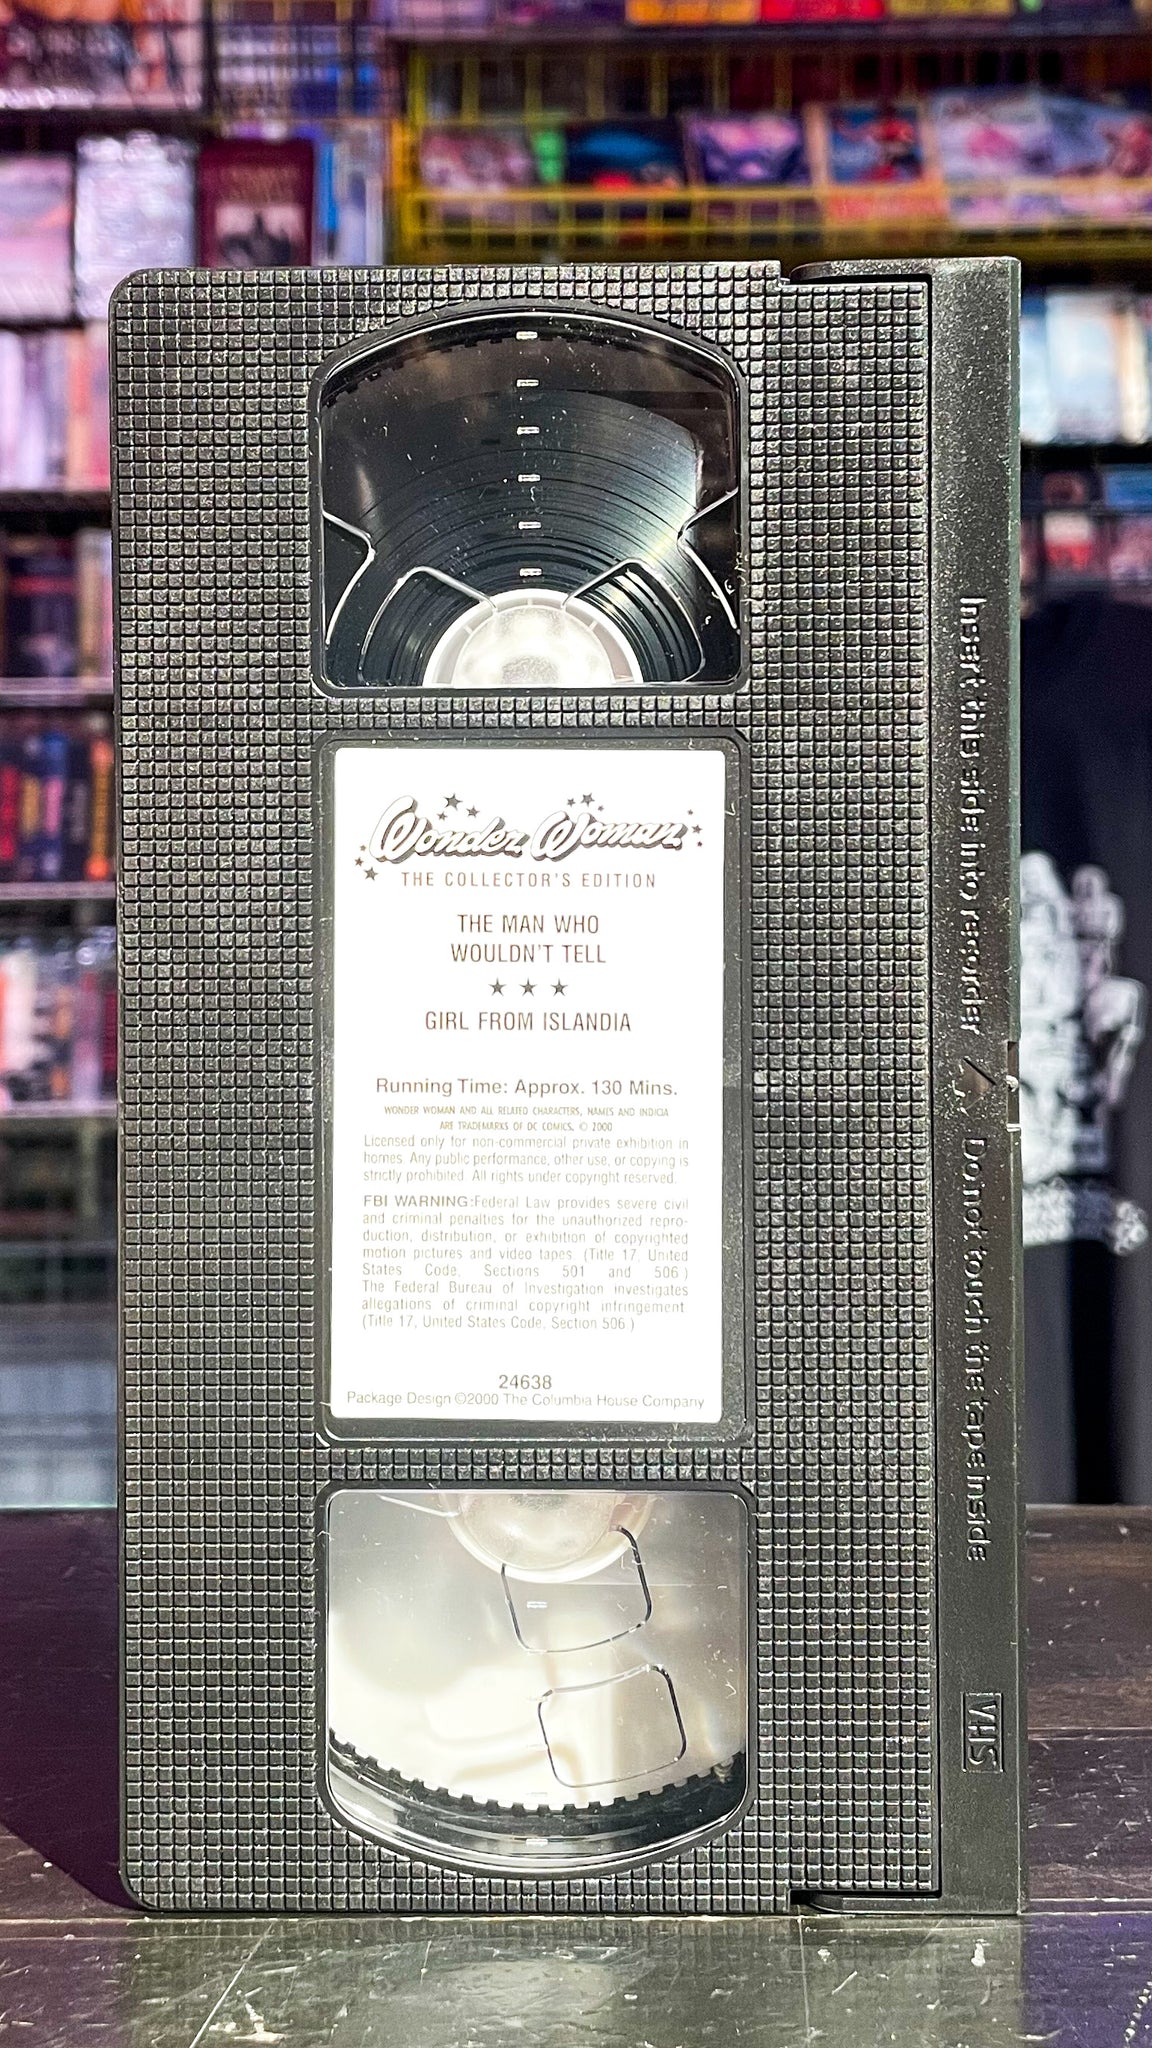 Wonder Woman
THE COLLECTOR'S EDITION
THE MAN WHO
WOULDN'T TELL
★ ★ ★
GIRL FROM ISLANDIA
Running Time: Approx. 130 Mins.
WONDER WOMAN AND ALL RELATED CHARACTERS, NAMES AND INDICIA
ARE TRADEMARKS OF DC COMICS. © 2000
Licensed only for non-commercial private exhibition in
homes. Any public performance, other use, or copying is
strictly prohibited. All rights under copyright reserved.
FBI WARNING:Federal Law provides severe civil
and criminal penalties for the unauthorized repro-
duction, distribution, or exhibition of copyrighted
motion pictures and video tapes. (Title 17, United
States Code, Sections 501 and 506.)
The Federal Bureau of Investigation investigates
allegations of criminal copyright infringement.
(Title 17, United States Code, Section 506.)
24638
Package Design ©2000 The Columbia House Company
Insert this side into recorder / Do not touch the tape inside
VHS